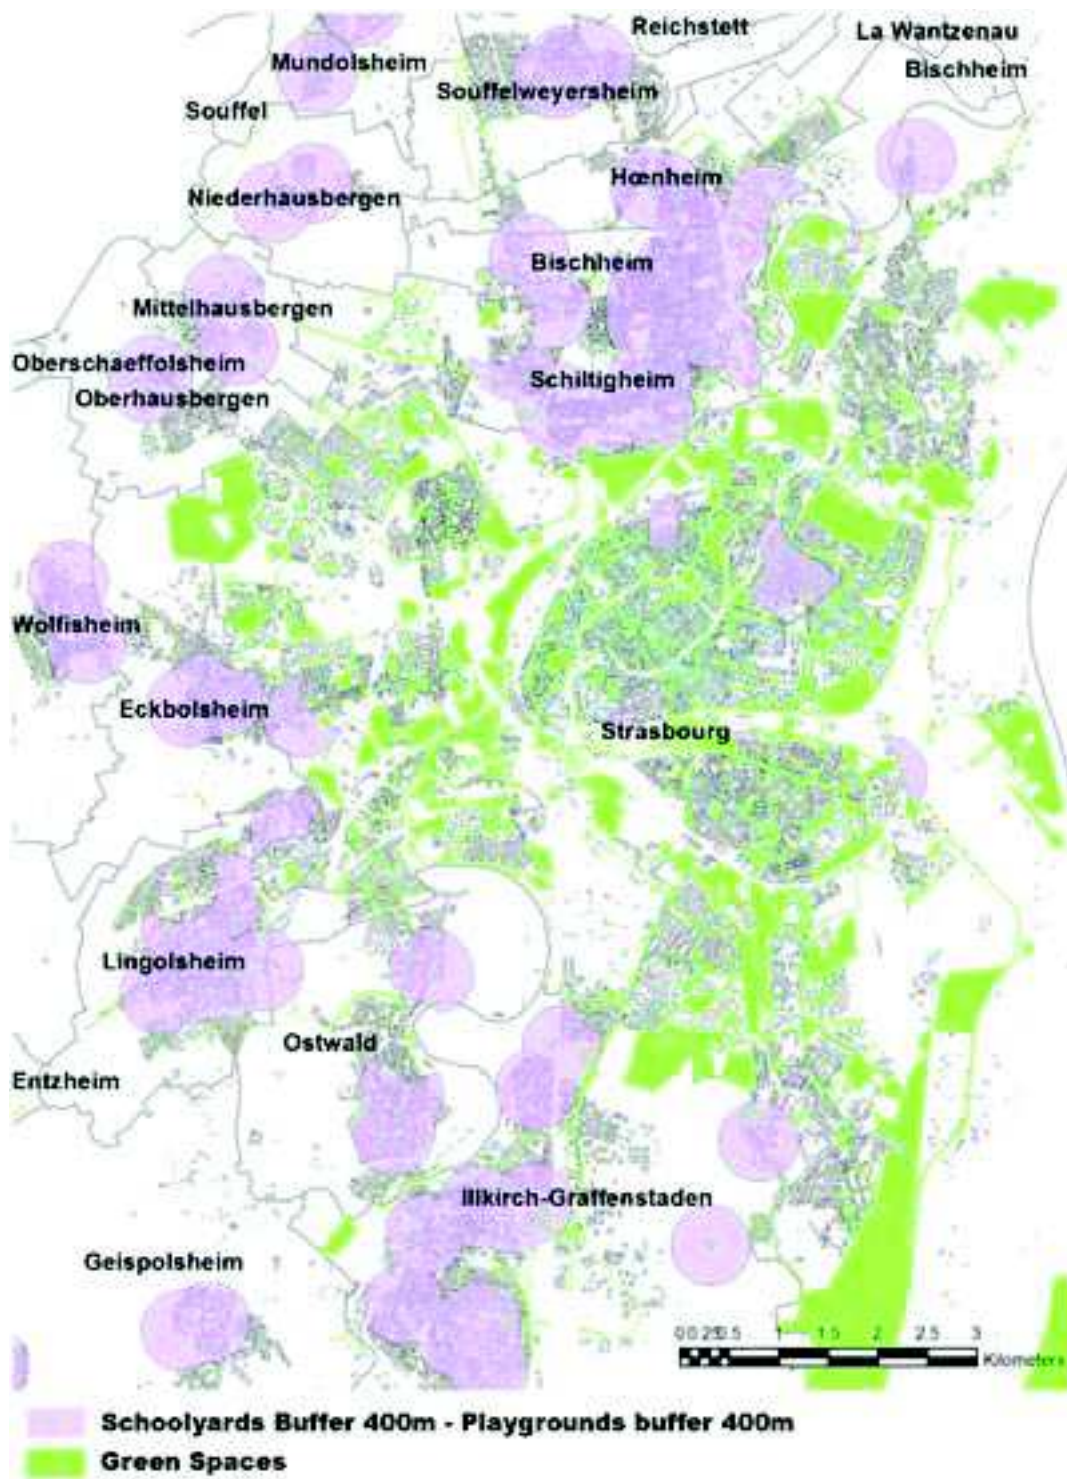 Reichstett
La Wantzenau
Mundolsheim
Bischheim
Souffelweyersheim
Souffel
Hœnheim
Niederhausbergen
Bischheim
Mittelhausbergen
Oberschaeffolsheim
Schiltigheim
Oberhausbergen
Wolfisheim
Eckbolsheim
Strasbourg
Lingolsheim
Ostwald
Entzheim
Illkirch-Graffenstaden
Geispolsheim
0 0.25 0.5 1 1.5 2 2.5 3
Kilometers
Schoolyards Buffer 400m - Playgrounds buffer 400m
Green Spaces